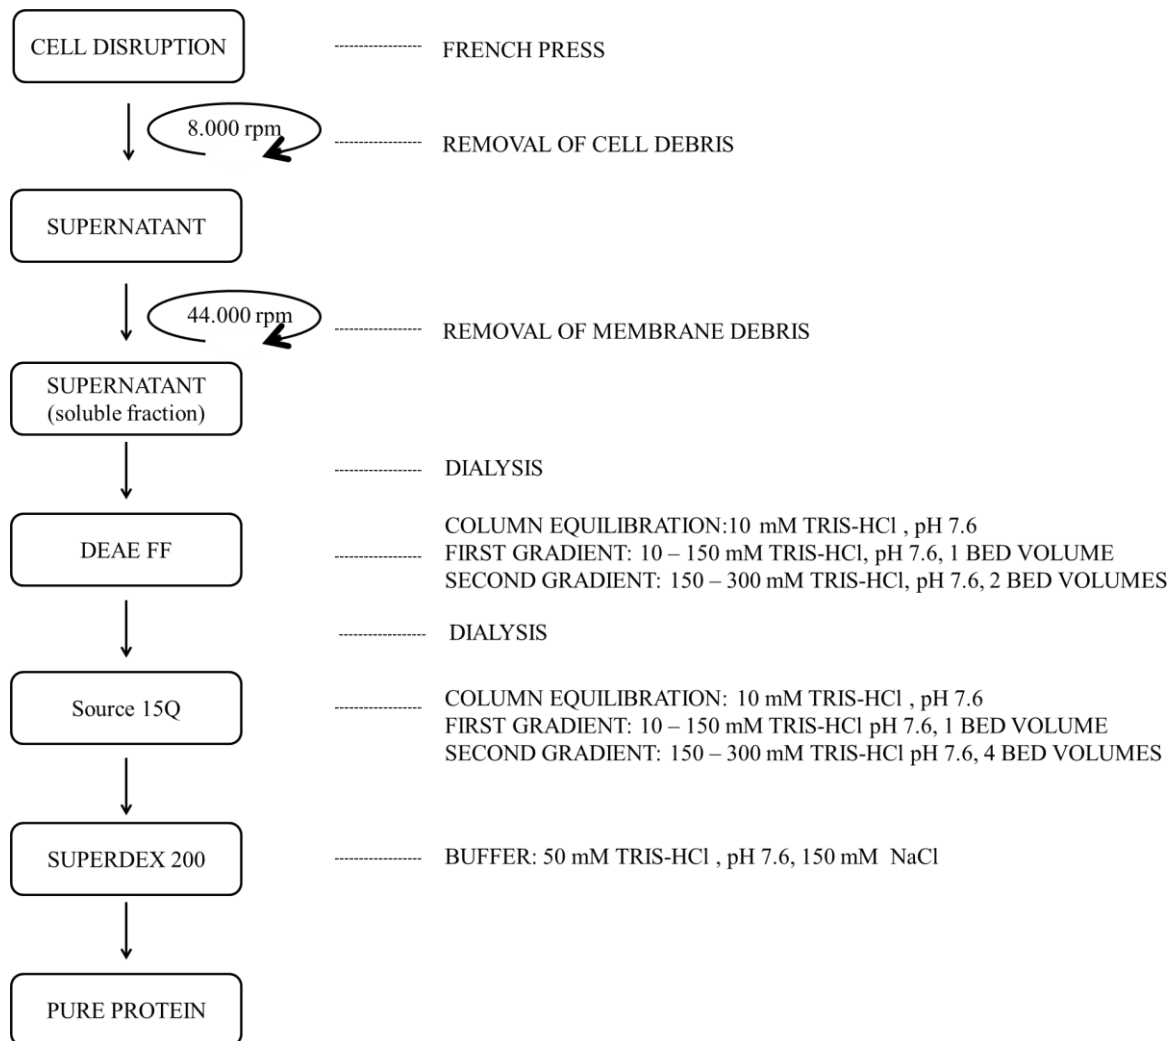 CELL DISRUPTION
FRENCH PRESS
8.000 rpm
REMOVAL OF CELL DEBRIS
SUPERNATANT
44.000 rpm
REMOVAL OF MEMBRANE DEBRIS
SUPERNATANT
(soluble fraction)
DIALYSIS
DEAE FF
COLUMN EQUILIBRATION:10 mM TRIS-HCl , pH 7.6
FIRST GRADIENT: 10 – 150 mM TRIS-HCl, pH 7.6, 1 BED VOLUME
SECOND GRADIENT: 150 – 300 mM TRIS-HCl, pH 7.6, 2 BED VOLUMES
DIALYSIS
Source 15Q
COLUMN EQUILIBRATION: 10 mM TRIS-HCl , pH 7.6
FIRST GRADIENT: 10 – 150 mM TRIS-HCl pH 7.6, 1 BED VOLUME
SECOND GRADIENT: 150 – 300 mM TRIS-HCl pH 7.6, 4 BED VOLUMES
SUPERDEX 200
BUFFER: 50 mM TRIS-HCl , pH 7.6, 150 mM NaCl
PURE PROTEIN